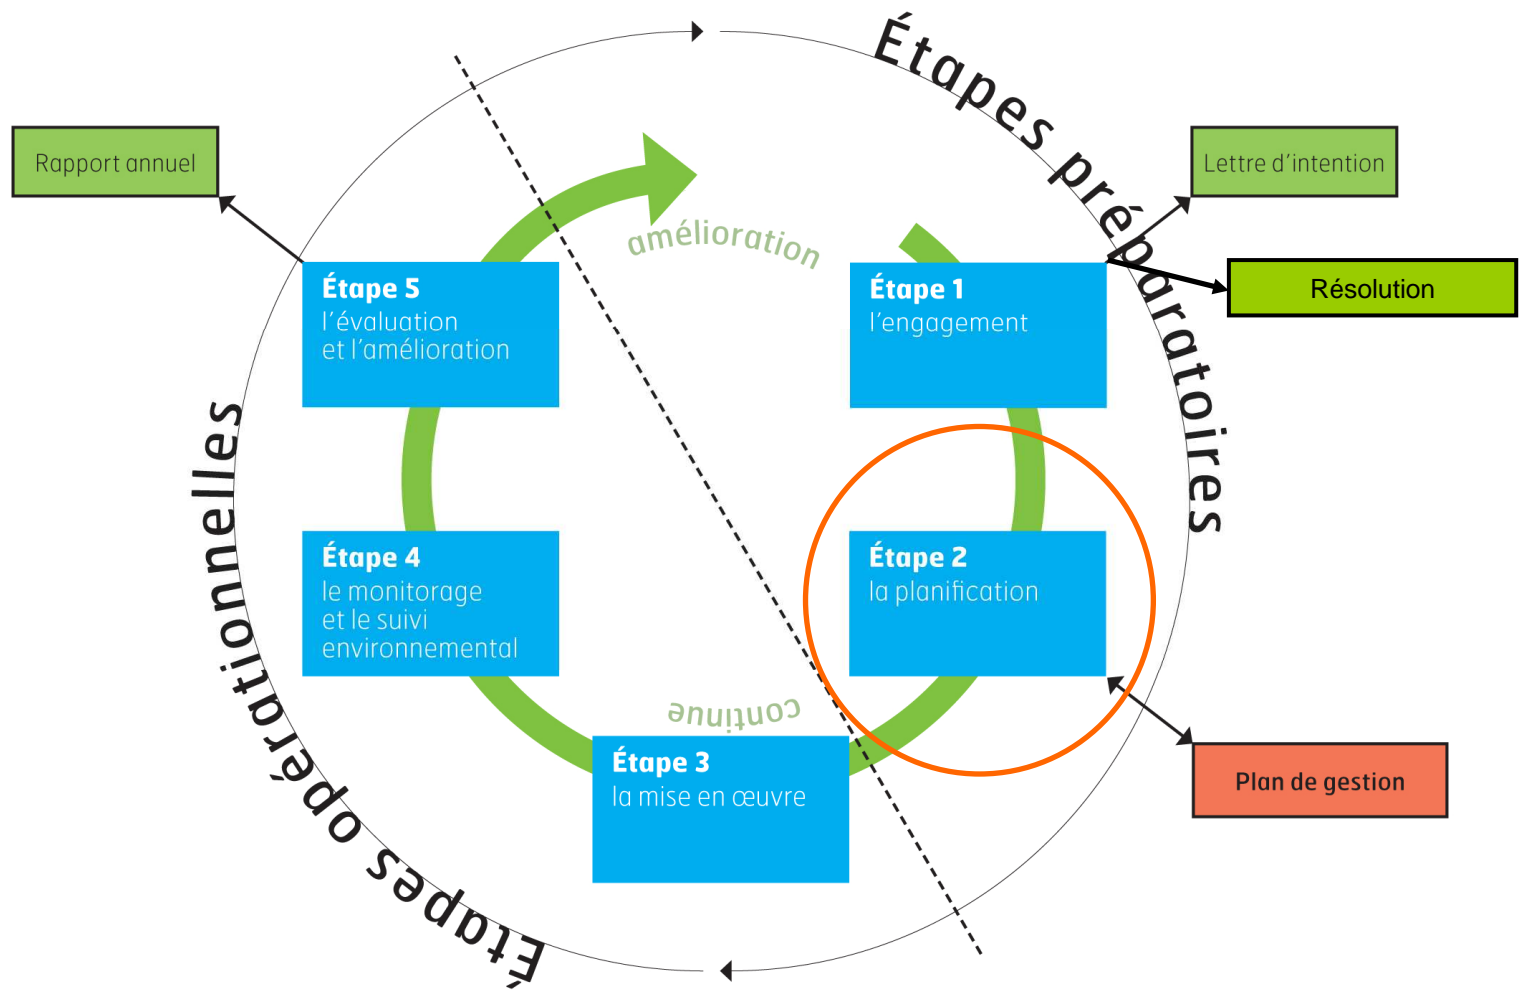 Étapes préparatoires
Rapport annuel
Lettre d'intention
amélioration
Étape 5
l'évaluation
et l'amélioration
Étape 1
l'engagement
Résolution
Étapes opérationnelles
Étape 4
le monitorage
et le suivi
environnemental
Étape 2
la planification
continue
Étape 3
la mise en œuvre
Plan de gestion